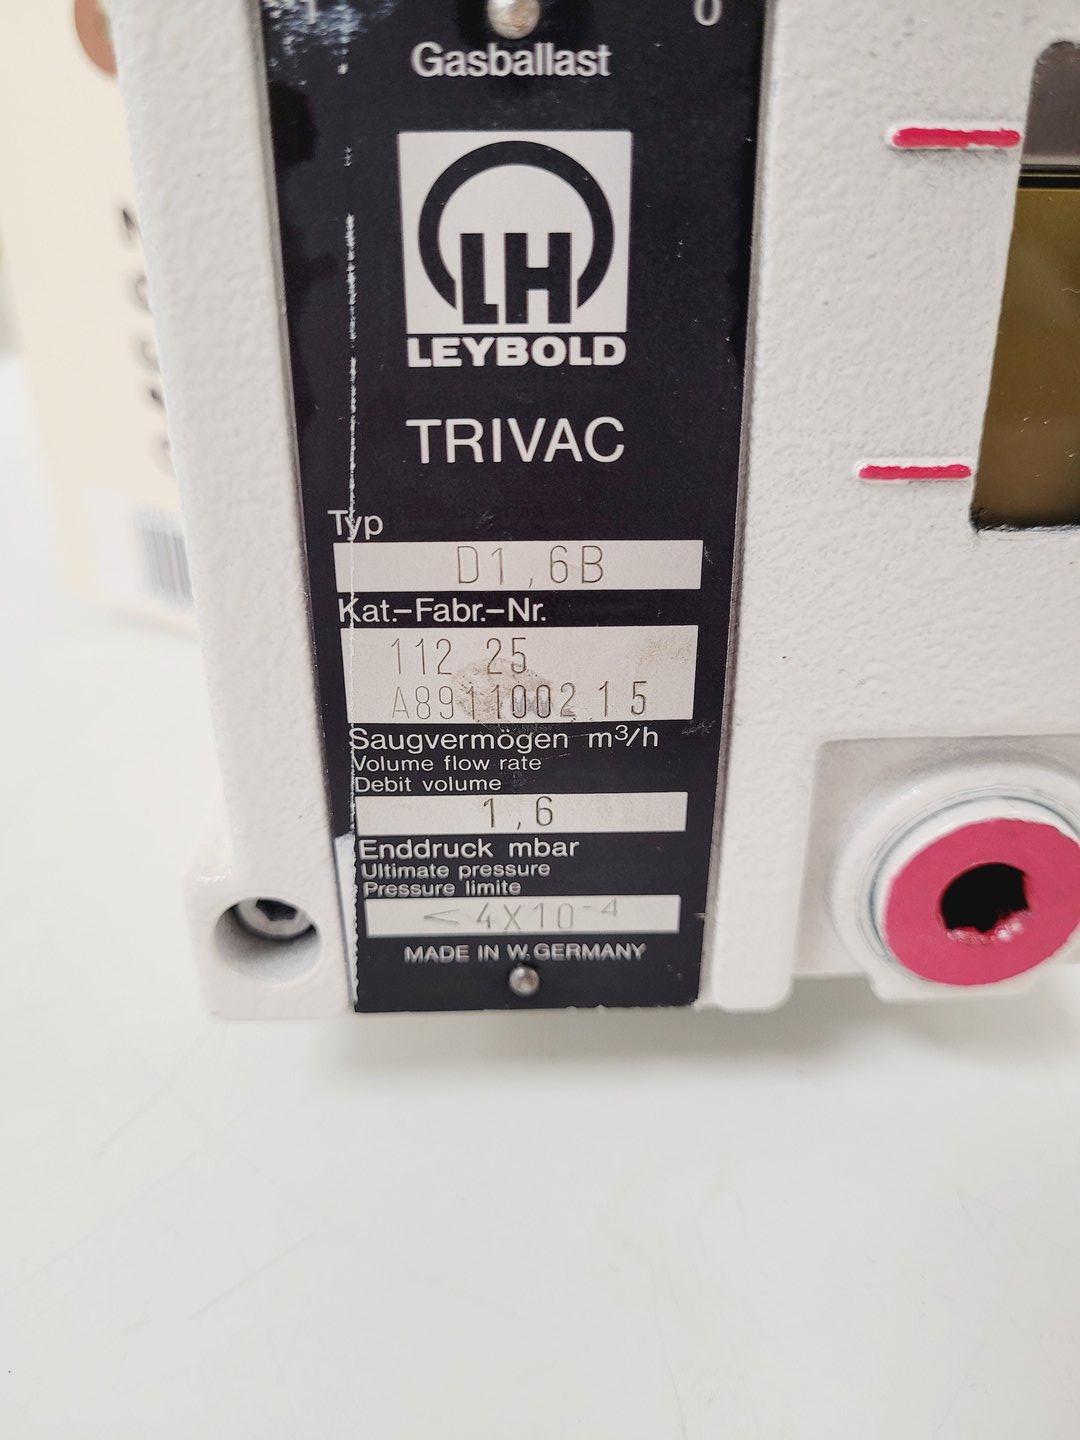 1 0
Gasballast
LH
LEYBOLD
TRIVAC
Typ
D1,6B
Kat.-Fabr.-Nr.
112 25
A891100215
Saugvermögen m³/h
Volume flow rate
Debit volume
1,6
Enddruck mbar
Ultimate pressure
Pressure limite
< 4X10⁻⁴
MADE IN W.GERMANY